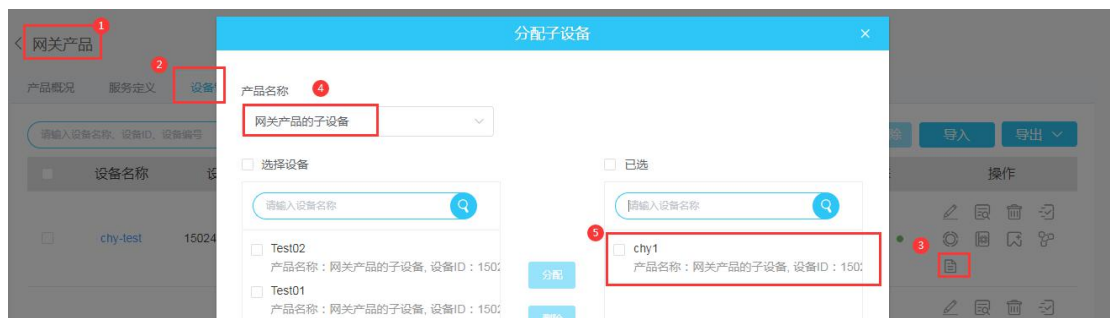 1
分配子设备
×
< 网关产品
2
产品概况
服务定义
设备
产品名称
4
网关产品的子设备
请输入设备名称、设备ID、设备编号
除
导入
导出
选择设备
已选
设备名称
操作
请输入设备名称
请输入设备名称
chy-test
15024
5
3
Test02
产品名称：网关产品的子设备, 设备ID：1502
chy1
产品名称：网关产品的子设备, 设备ID：1502
分配
Test01
产品名称：网关产品的子设备, 设备ID：1502